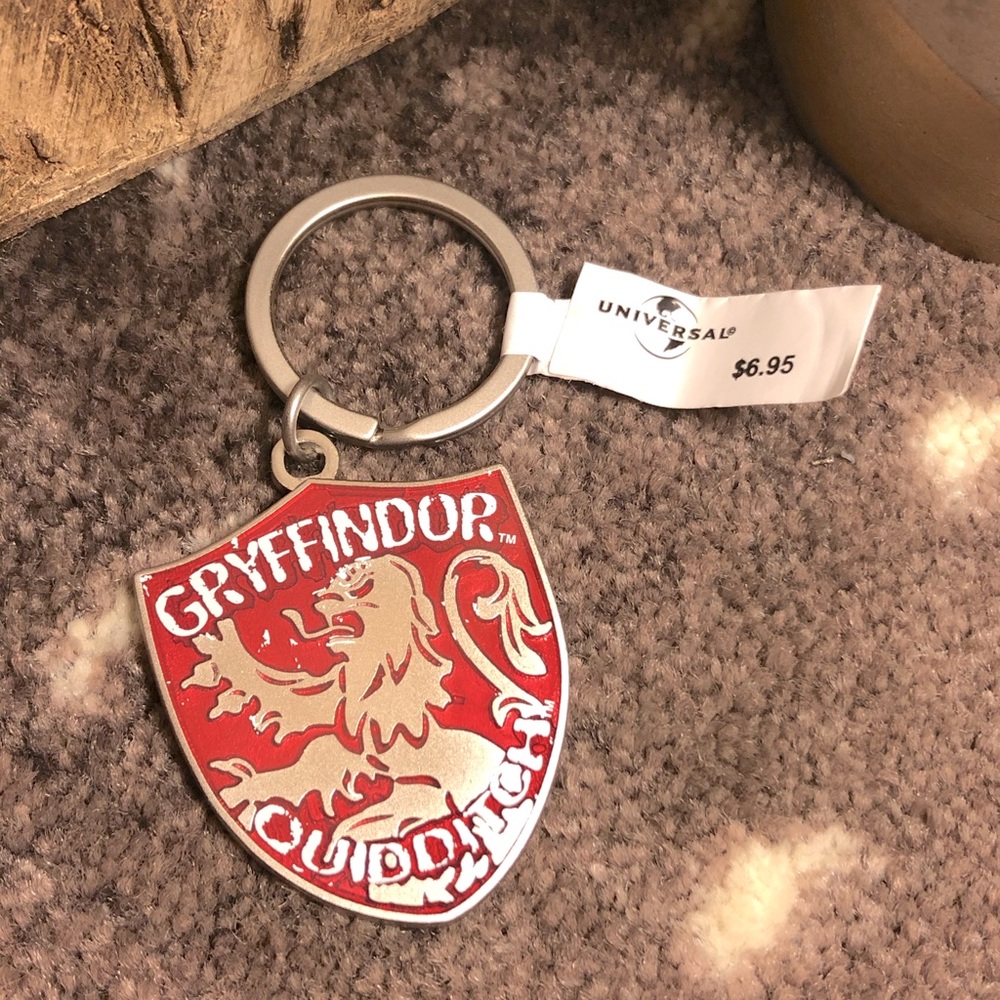 UNIVERSAL®
$6.95
GRYFFINDOR™
QUIDDITCH™